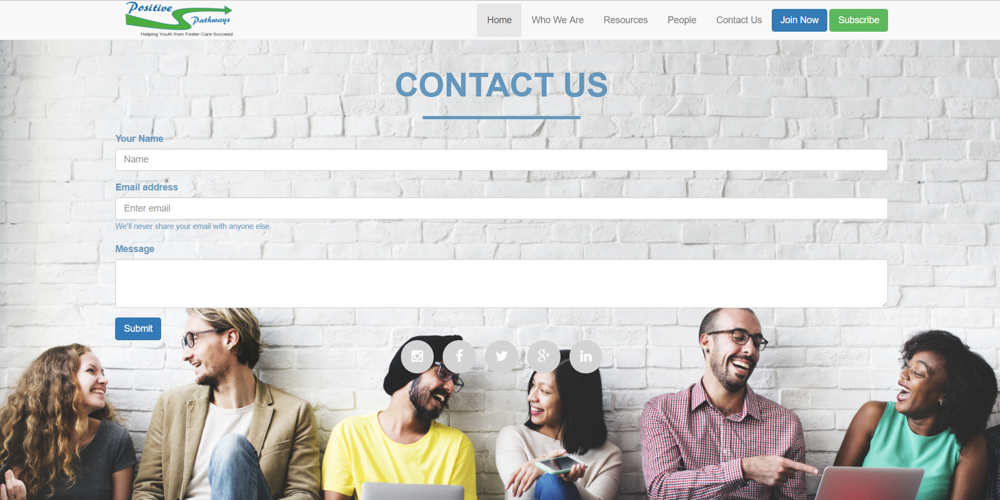 Positive
Pathways
Helping Youth from Foster Care Succeed
Home
Who We Are
Resources
People
Contact Us
Join Now
Subscribe
CONTACT US
Your Name
Name
Email address
Enter email
We'll never share your email with anyone else.
Message
Submit